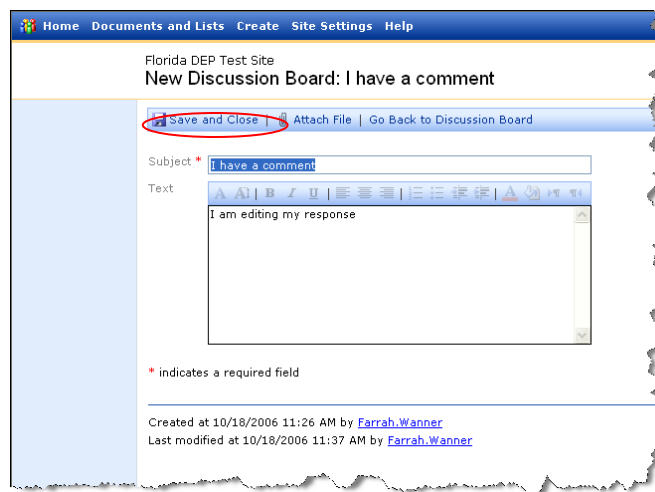 Home Documents and Lists Create Site Settings Help
Florida DEP Test Site
New Discussion Board: I have a comment
Save and Close | Attach File | Go Back to Discussion Board
Subject * I have a comment
Text
A A | B I U | A
I am editing my response
* indicates a required field
Created at 10/18/2006 11:26 AM by Farrah.Wanner
Last modified at 10/18/2006 11:37 AM by Farrah.Wanner